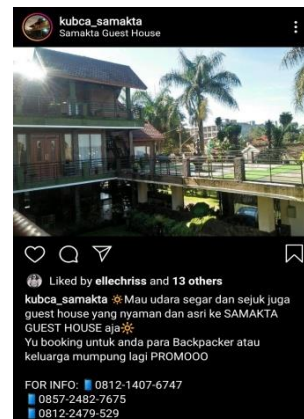 kubca_samakta
Samakta Guest House
Liked by ellechriss and 13 others
kubca_samakta ☀Mau udara segar dan sejuk juga
guest house yang nyaman dan asri ke SAMAKTA
GUEST HOUSE aja☀
Yu booking untuk anda para Backpacker atau
keluarga mumpung lagi PROMOOO
FOR INFO: 📱0812-1407-6747
📱0857-2482-7675
📱0812-2479-529